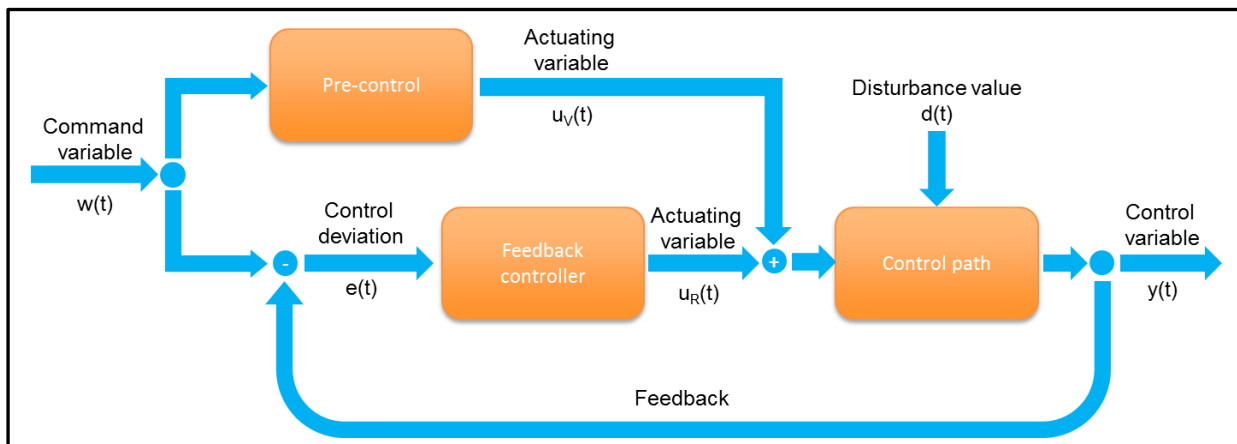 Command
variable
w(t)
Pre-control
Actuating
variable
uV(t)
Disturbance value
d(t)
-
Control
deviation
e(t)
Feedback
controller
Actuating
variable
uR(t)
+
Control path
Control
variable
y(t)
Feedback